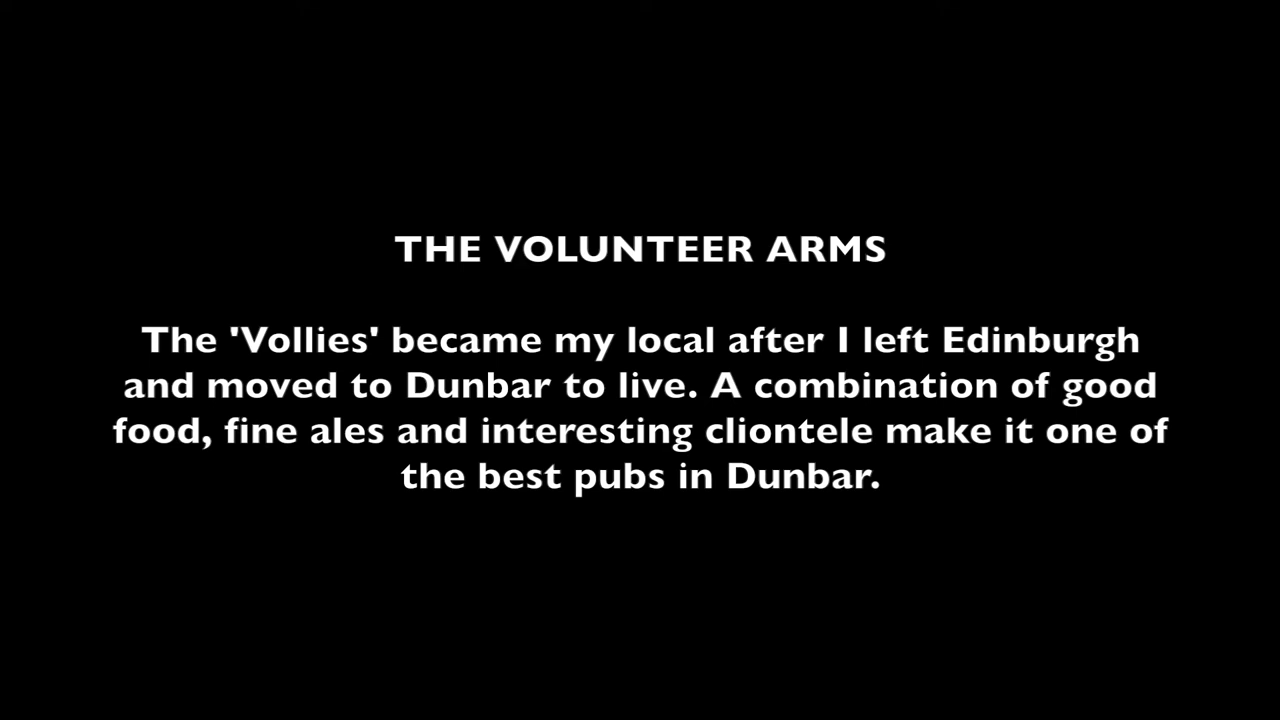 THE VOLUNTEER ARMS
The 'Vollies' became my local after I left Edinburgh
and moved to Dunbar to live. A combination of good
food, fine ales and interesting cliontele make it one of
the best pubs in Dunbar.